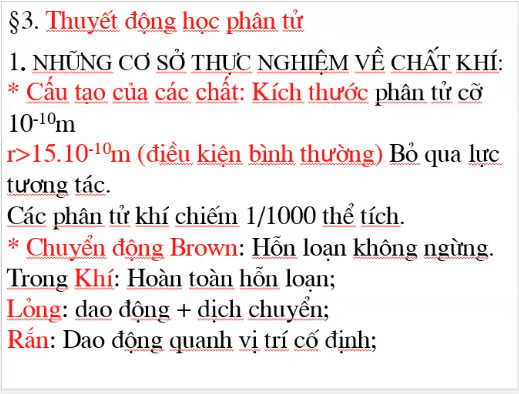 §3. Thuyết động học phân tử
1. NHỮNG CƠ SỞ THỰC NGHIỆM VỀ CHẤT KHÍ:
* Cấu tạo của các chất: Kích thước phân tử cỡ
10⁻¹⁰m
r>15.10⁻¹⁰m (điều kiện bình thường) Bỏ qua lực
tương tác.
Các phân tử khí chiếm 1/1000 thể tích.
* Chuyển động Brown: Hỗn loạn không ngừng.
Trong Khí: Hoàn toàn hỗn loạn;
Lỏng: dao động + dịch chuyển;
Rắn: Dao động quanh vị trí cố định;